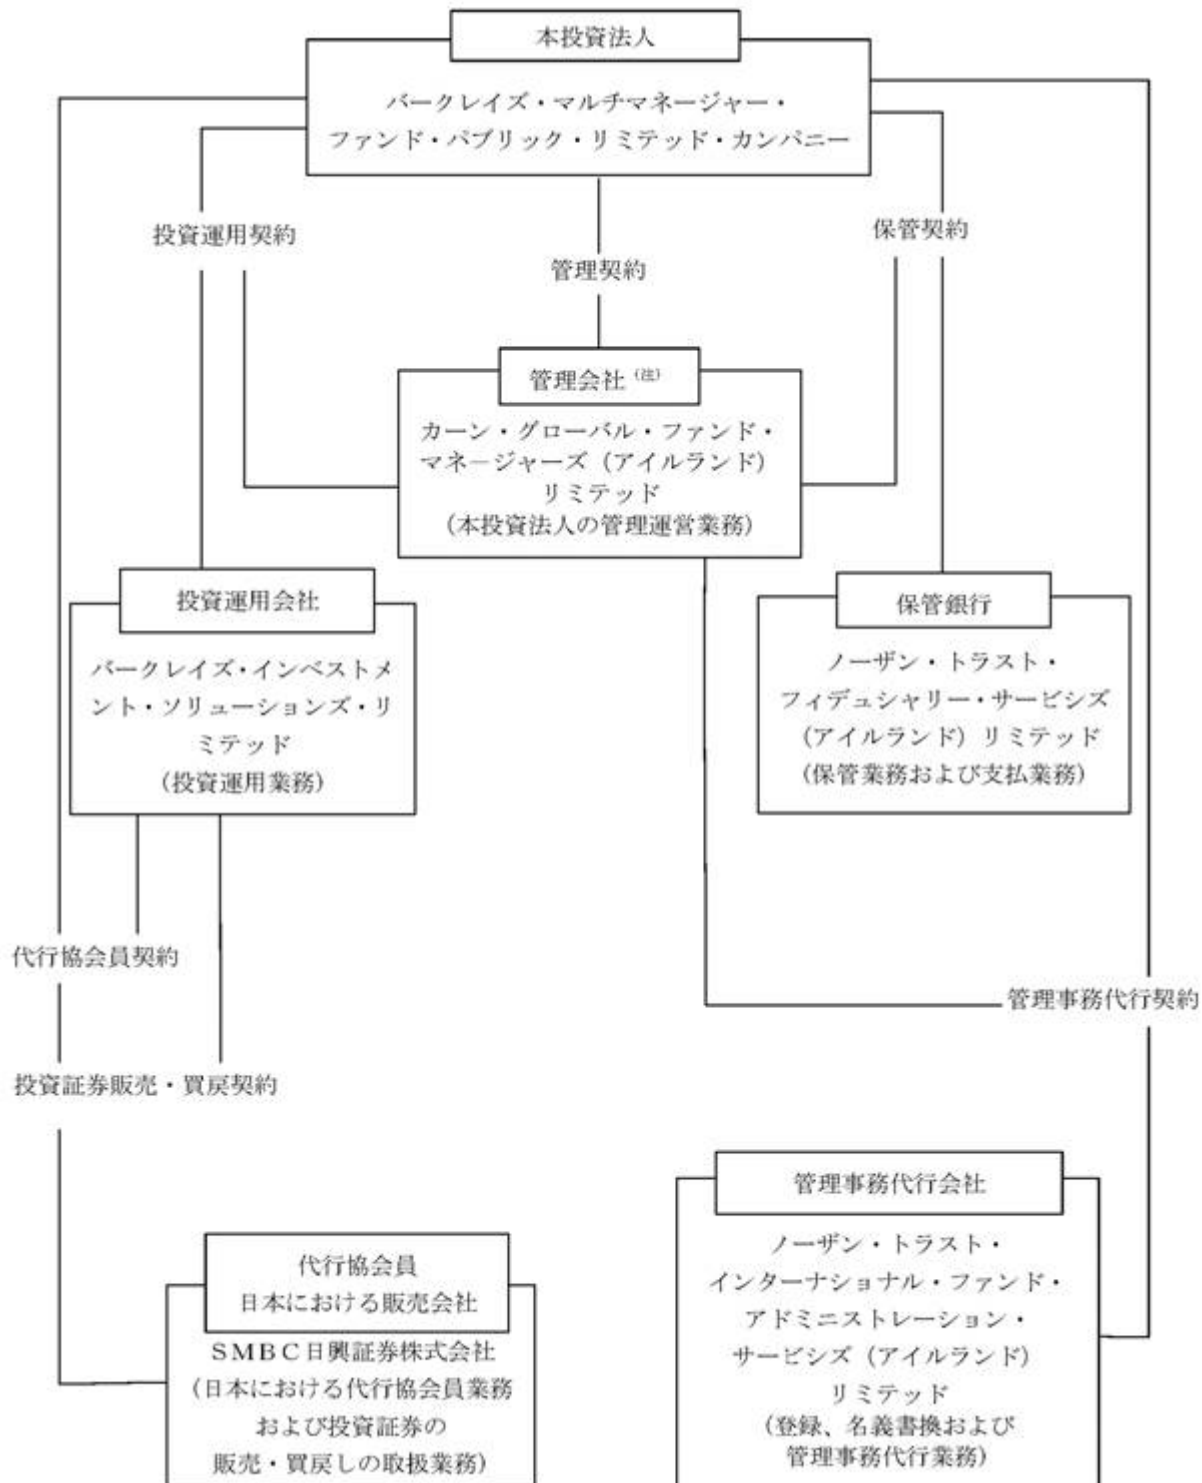 本投資法人
バークレイズ・マルチマネージャー・
ファンド・パブリック・リミテッド・カンパニー
投資運用契約
保管契約
管理契約
管理会社（注）
カーン・グローバル・ファンド・
マネージャーズ（アイルランド）
リミテッド
（本投資法人の管理運営業務）
投資運用会社
バークレイズ・インベストメ
ント・ソリューションズ・リ
ミテッド
（投資運用業務）
保管銀行
ノーザン・トラスト・
フィデュシャリー・サービシズ
（アイルランド）リミテッド
（保管業務および支払業務）
代行協会員契約
管理事務代行契約
投資証券販売・買戻契約
代行協会員
日本における販売会社
ＳＭＢＣ日興証券株式会社
（日本における代行協会員業務
および投資証券の
販売・買戻しの取扱業務）
管理事務代行会社
ノーザン・トラスト・
インターナショナル・ファンド・
アドミニストレーション・
サービシズ（アイルランド）
リミテッド
（登録、名義書換および
管理事務代行業務）